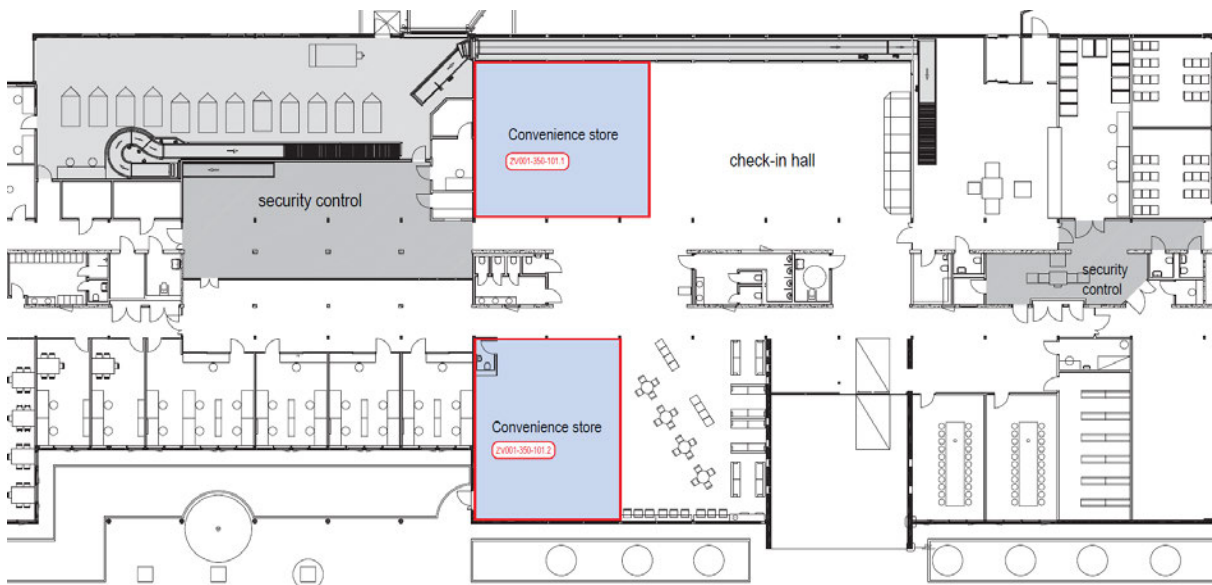 Convenience store
ZV001-350-101.1
check-in hall
security control
security
control
Convenience store
ZV001-350-101.2